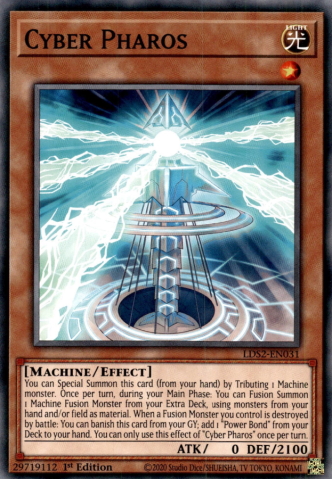 CYBER PHAROS
LIGHT
光
LDS2-EN031
[MACHINE/EFFECT]
You can Special Summon this card (from your hand) by Tributing 1 Machine
monster. Once per turn, during your Main Phase: You can Fusion Summon
1 Machine Fusion Monster from your Extra Deck, using monsters from your
hand and/or field as material. When a Fusion Monster you control is destroyed
by battle: You can banish this card from your GY; add 1 "Power Bond" from your
Deck to your hand. You can only use this effect of "Cyber Pharos" once per turn.
ATK/ 0 DEF/2100
29719112 1st Edition ©2020 Studio Dice/SHUEISHA, TV TOKYO, KONAMI